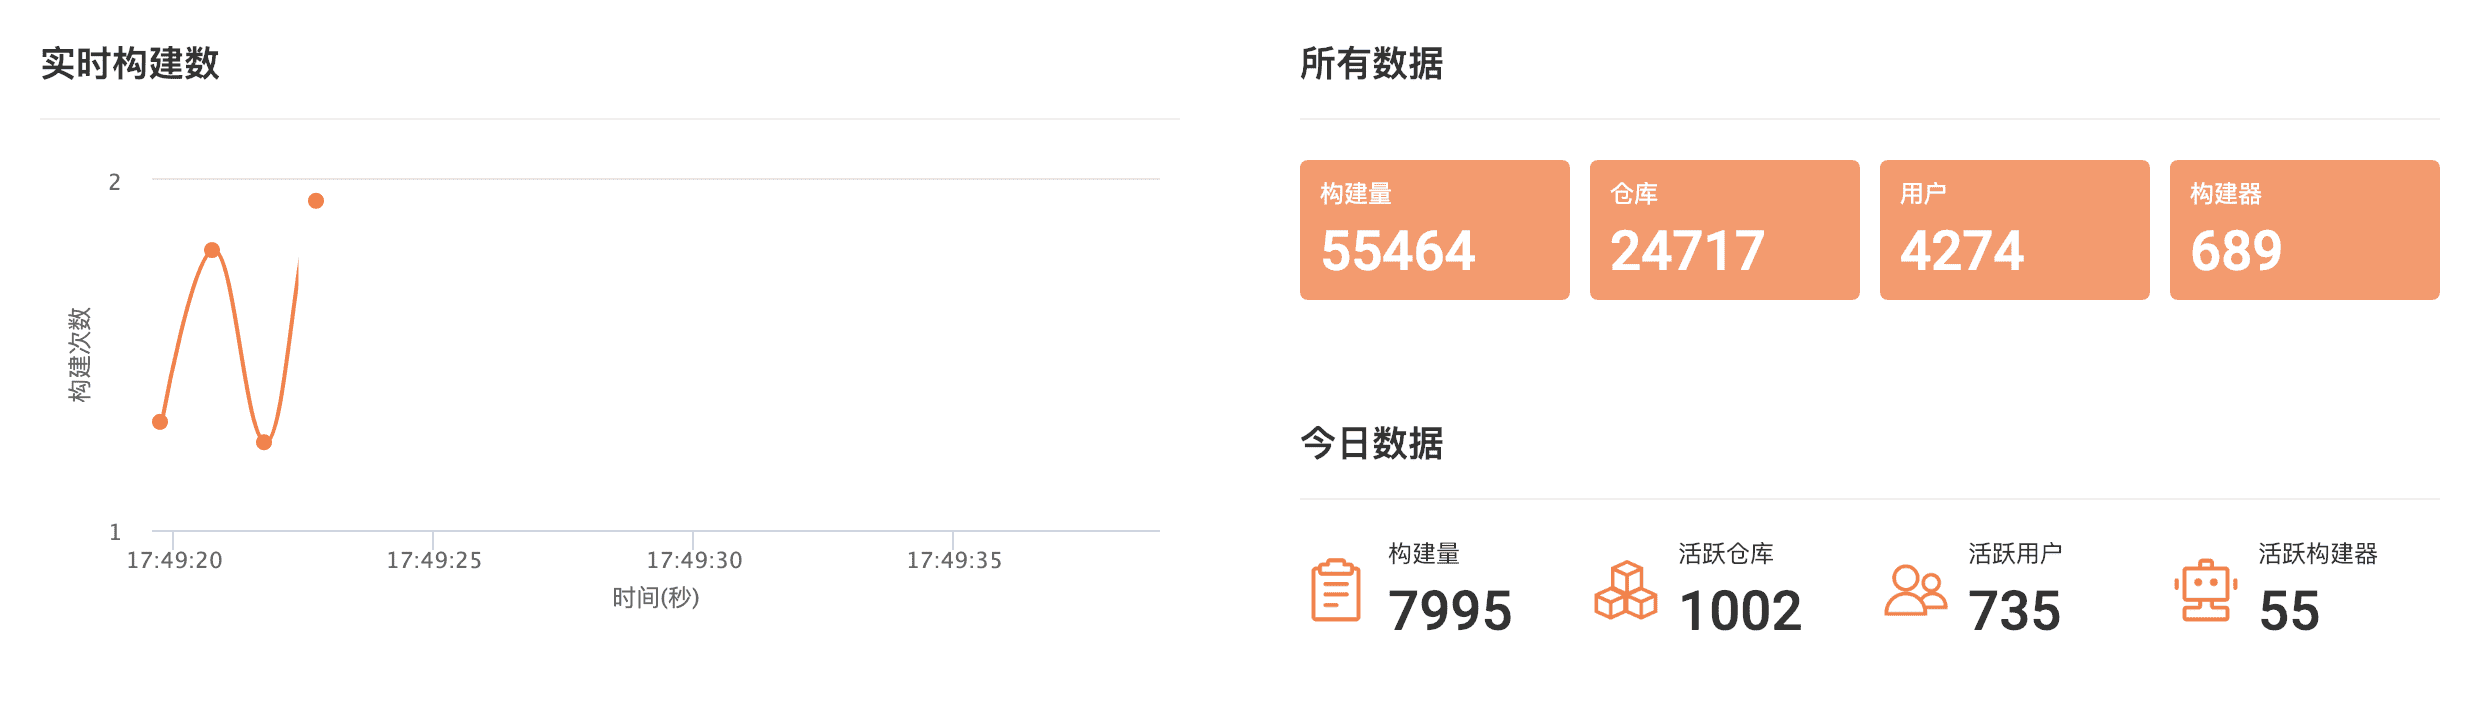 实时构建数
2
1
构建次数
17:49:20
17:49:25
17:49:30
17:49:35
时间(秒)
所有数据
构建量
55464
仓库
24717
用户
4274
构建器
689
今日数据
构建量
7995
活跃仓库
1002
活跃用户
735
活跃构建器
55